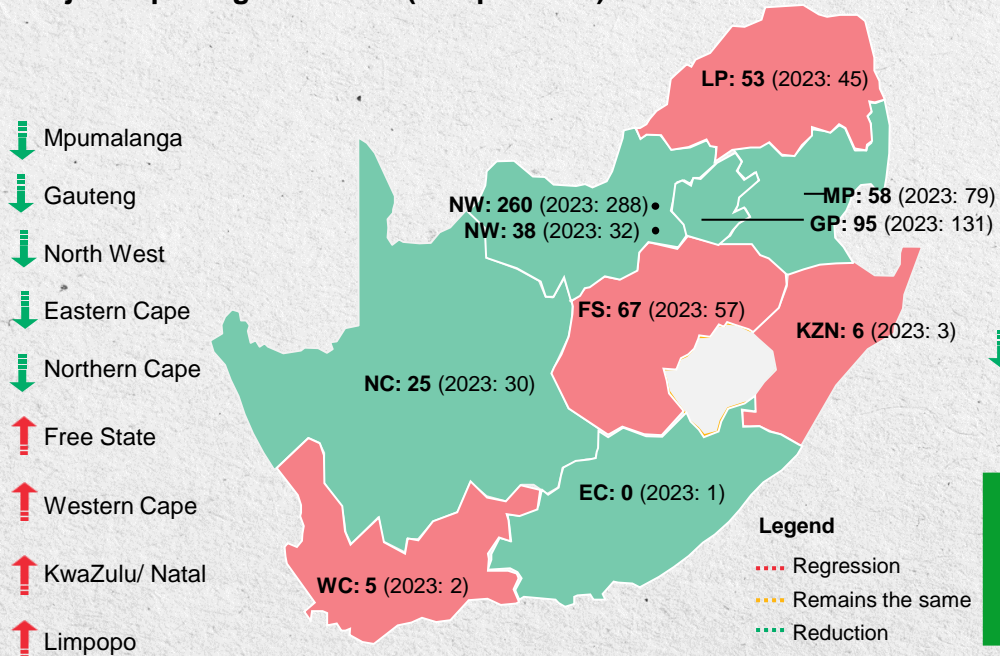 Mpumalanga
Gauteng
North West
Eastern Cape
Northern Cape
Free State
Western Cape
KwaZulu/ Natal
Limpopo
LP: 53 (2023: 45)
NW: 260 (2023: 288)
NW: 38 (2023: 32)
MP: 58 (2023: 79)
GP: 95 (2023: 131)
FS: 67 (2023: 57)
KZN: 6 (2023: 3)
NC: 25 (2023: 30)
EC: 0 (2023: 1)
WC: 5 (2023: 2)
Legend
Regression
Remains the same
Reduction